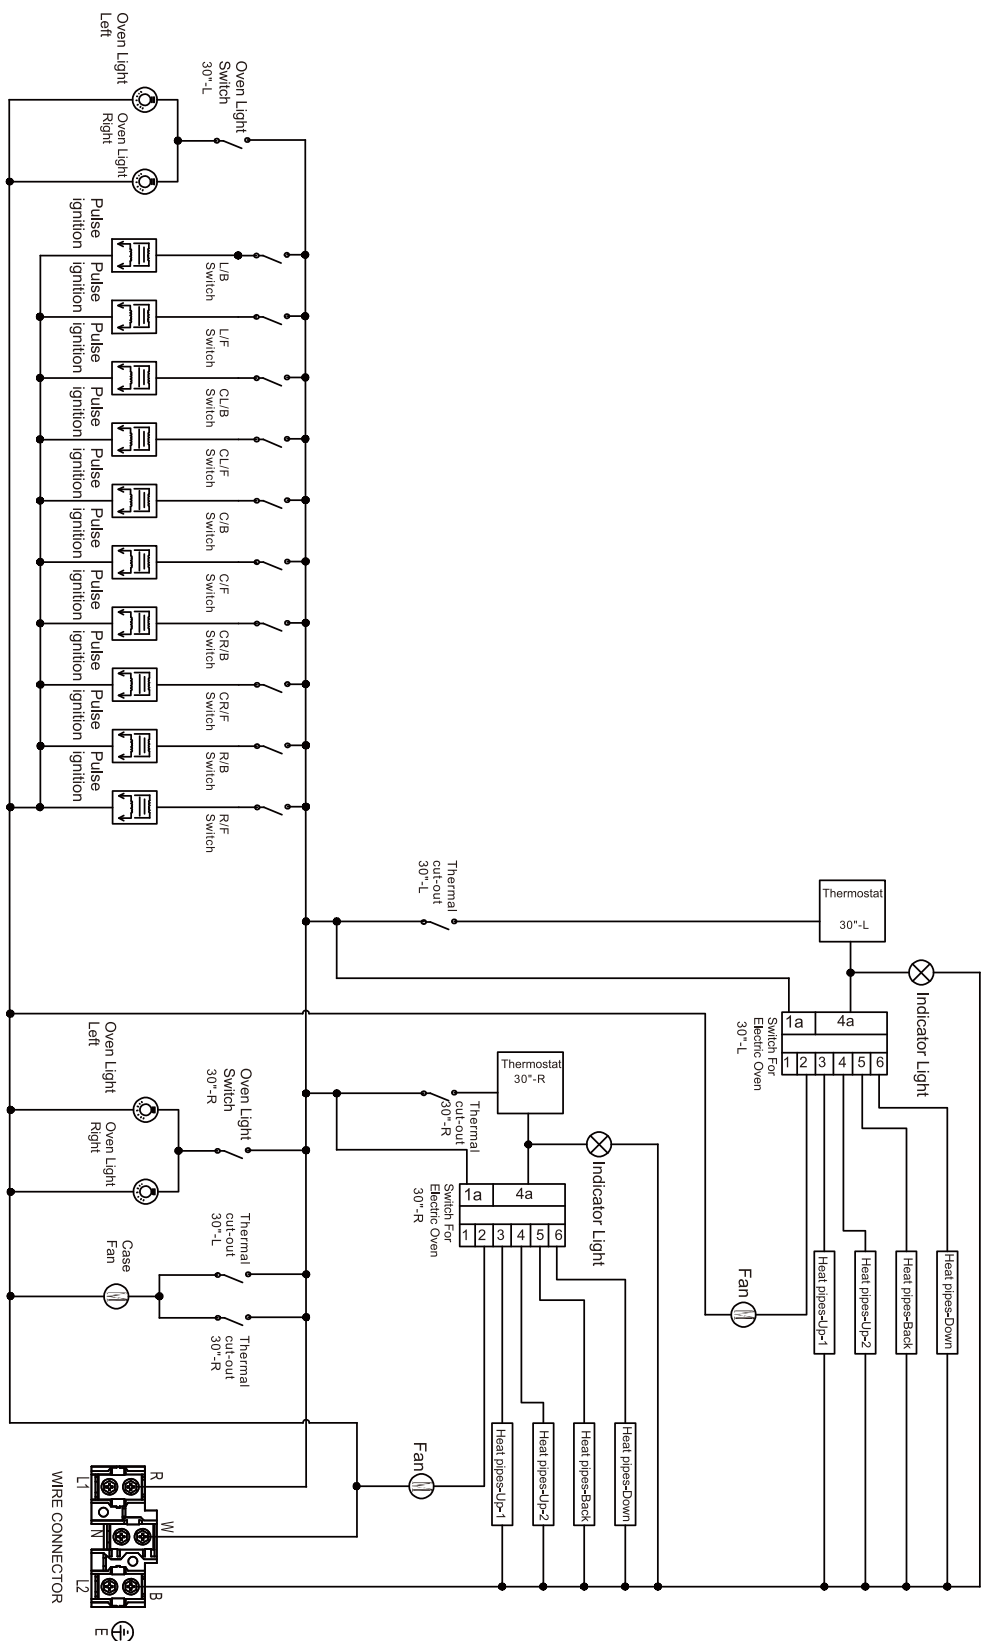 Oven Light
Left
Oven Light
Right
Oven Light
Switch
30"-L
Pulse
ignition
Pulse
ignition
Pulse
ignition
Pulse
ignition
Pulse
ignition
Pulse
ignition
Pulse
ignition
Pulse
ignition
Pulse
ignition
Pulse
ignition
L/B
Switch
L/F
Switch
CL/B
Switch
CL/F
Switch
C/B
Switch
C/F
Switch
CR/B
Switch
CR/F
Switch
R/B
Switch
R/F
Switch
Thermal
cut-out
30"-L
Thermostat
30"-L
Indicator Light
1a
4a
1 2 3 4 5 6
Switch For
Electric Oven
30"-L
Fan
Heat pipes-Up-1
Heat pipes-Up-2
Heat pipes-Back
Heat pipes-Down
Thermal
cut-out
30"-R
Thermostat
30"-R
Indicator Light
1a
4a
1 2 3 4 5 6
Switch For
Electric Oven
30"-R
Fan
Heat pipes-Up-1
Heat pipes-Up-2
Heat pipes-Back
Heat pipes-Down
Oven Light
Left
Oven Light
Right
Oven Light
Switch
30"-R
Case
Fan
Thermal
cut-out
30"-L
Thermal
cut-out
30"-R
R
W
B
L1
N
L2
WIRE CONNECTOR
E